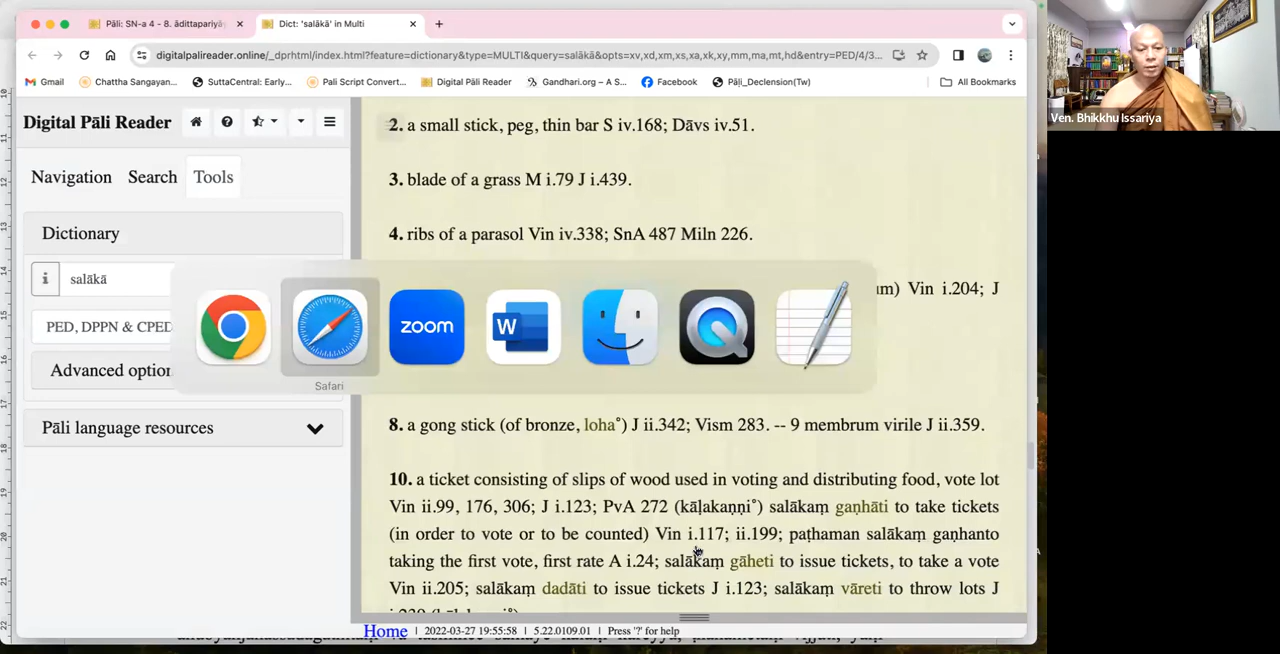 Pāli: SN-a 4 - 8. ādittapariyāy
Dict: 'salākā' in Multi
digitalpalireader.online/_dprhtml/index.html?feature=dictionary&type=MULTI&query=salākā&opts=xv,xd,xm,xs,xa,xk,xy,mm,ma,mt,hd&entry=PED/4/3...
Gmail
Chattha Sangayan...
SuttaCentral: Early...
Pali Script Convert...
Digital Pāli Reader
Gandhari.org – A S...
Facebook
Pāḷi_Declension(Tw)
All Bookmarks
Digital Pāli Reader
Navigation Search Tools
Dictionary
i salākā
PED, DPPN & CPED
Advanced option
Pāli language resources
2. a small stick, peg, thin bar S iv.168; Dāvs iv.51.
3. blade of a grass M i.79 J i.439.
4. ribs of a parasol Vin iv.338; SnA 487 Miln 226.
Vin i.204; J
zoom
W
Safari
8. a gong stick (of bronze, loha˚) J ii.342; Vism 283. -- 9 membrum virile J ii.359.
10. a ticket consisting of slips of wood used in voting and distributing food, vote lot
Vin ii.99, 176, 306; J i.123; PvA 272 (kāḷakaṇṇi˚) salākaṃ gaṇhāti to take tickets
(in order to vote or to be counted) Vin i.117; ii.199; paṭhaman salākaṃ gaṇhanto
taking the first vote, first rate A i.24; salākaṃ gāheti to issue tickets, to take a vote
Vin ii.205; salākaṃ dadāti to issue tickets J i.123; salākaṃ vāreti to throw lots J
Home | 2022-03-27 19:55:58 | 5.22.0109.01 | Press '?' for help
Ven. Bhikkhu Issariya